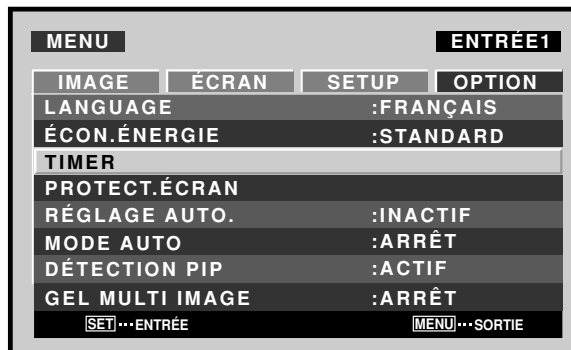 MENU ENTRÉE1
IMAGE ÉCRAN SETUP OPTION
LANGUAGE :FRANÇAIS
ÉCON.ÉNERGIE :STANDARD
TIMER
PROTECT.ÉCRAN
RÉGLAGE AUTO. :INACTIF
MODE AUTO :ARRÊT
DÉTECTION PIP :ACTIF
GEL MULTI IMAGE :ARRÊT
SET···ENTRÉE MENU···SORTIE